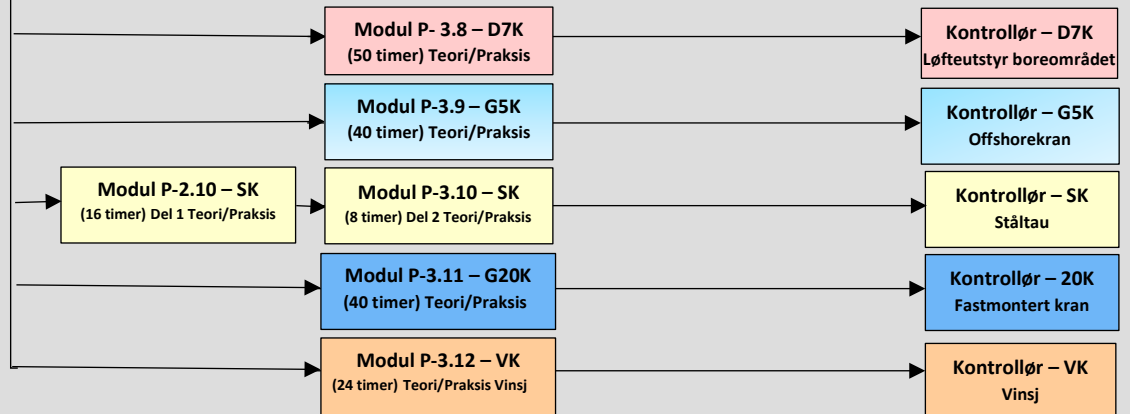 Modul P- 3.8 – D7K
(50 timer) Teori/Praksis
Kontrollør – D7K
Løfteutstyr boreområdet
Modul P-3.9 – G5K
(40 timer) Teori/Praksis
Kontrollør – G5K
Offshorekran
Modul P-2.10 – SK
(16 timer) Del 1 Teori/Praksis
Modul P-3.10 – SK
(8 timer) Del 2 Teori/Praksis
Kontrollør – SK
Ståltau
Modul P-3.11 – G20K
(40 timer) Teori/Praksis
Kontrollør – 20K
Fastmontert kran
Modul P-3.12 – VK
(24 timer) Teori/Praksis Vinsj
Kontrollør – VK
Vinsj